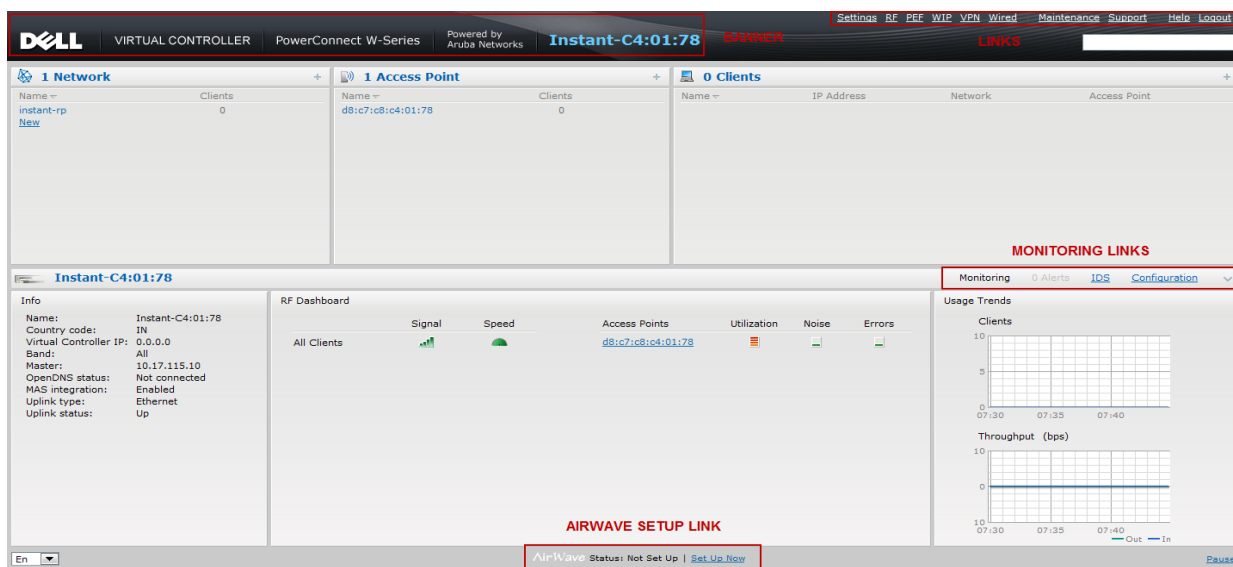 Settings RF PEF WIP VPN Wired Maintenance Support Help Logout
DELL VIRTUAL CONTROLLER PowerConnect W-Series Powered by Aruba Networks Instant-C4:01:78 BANNER LINKS
1 Network +
Name Clients
instant-rp 0
New
1 Access Point +
Name Clients
d8:c7:c8:c4:01:78 0
0 Clients +
Name IP Address Network Access Point
MONITORING LINKS
Instant-C4:01:78
Monitoring 0 Alerts IDS Configuration
Info
Name: Instant-C4:01:78
Country code: IN
Virtual Controller IP: 0.0.0.0
Band: All
Master: 10.17.115.10
OpenDNS status: Not connected
MAS integration: Enabled
Uplink type: Ethernet
Uplink status: Up
RF Dashboard
Signal Speed Access Points Utilization Noise Errors
All Clients d8:c7:c8:c4:01:78
Usage Trends
Clients
10
5
0
07:30 07:35 07:40
Throughput (bps)
10
0
10
07:30 07:35 07:40
Out In
AIRWAVE SETUP LINK
En
AirWave Status: Not Set Up | Set Up Now
Pause